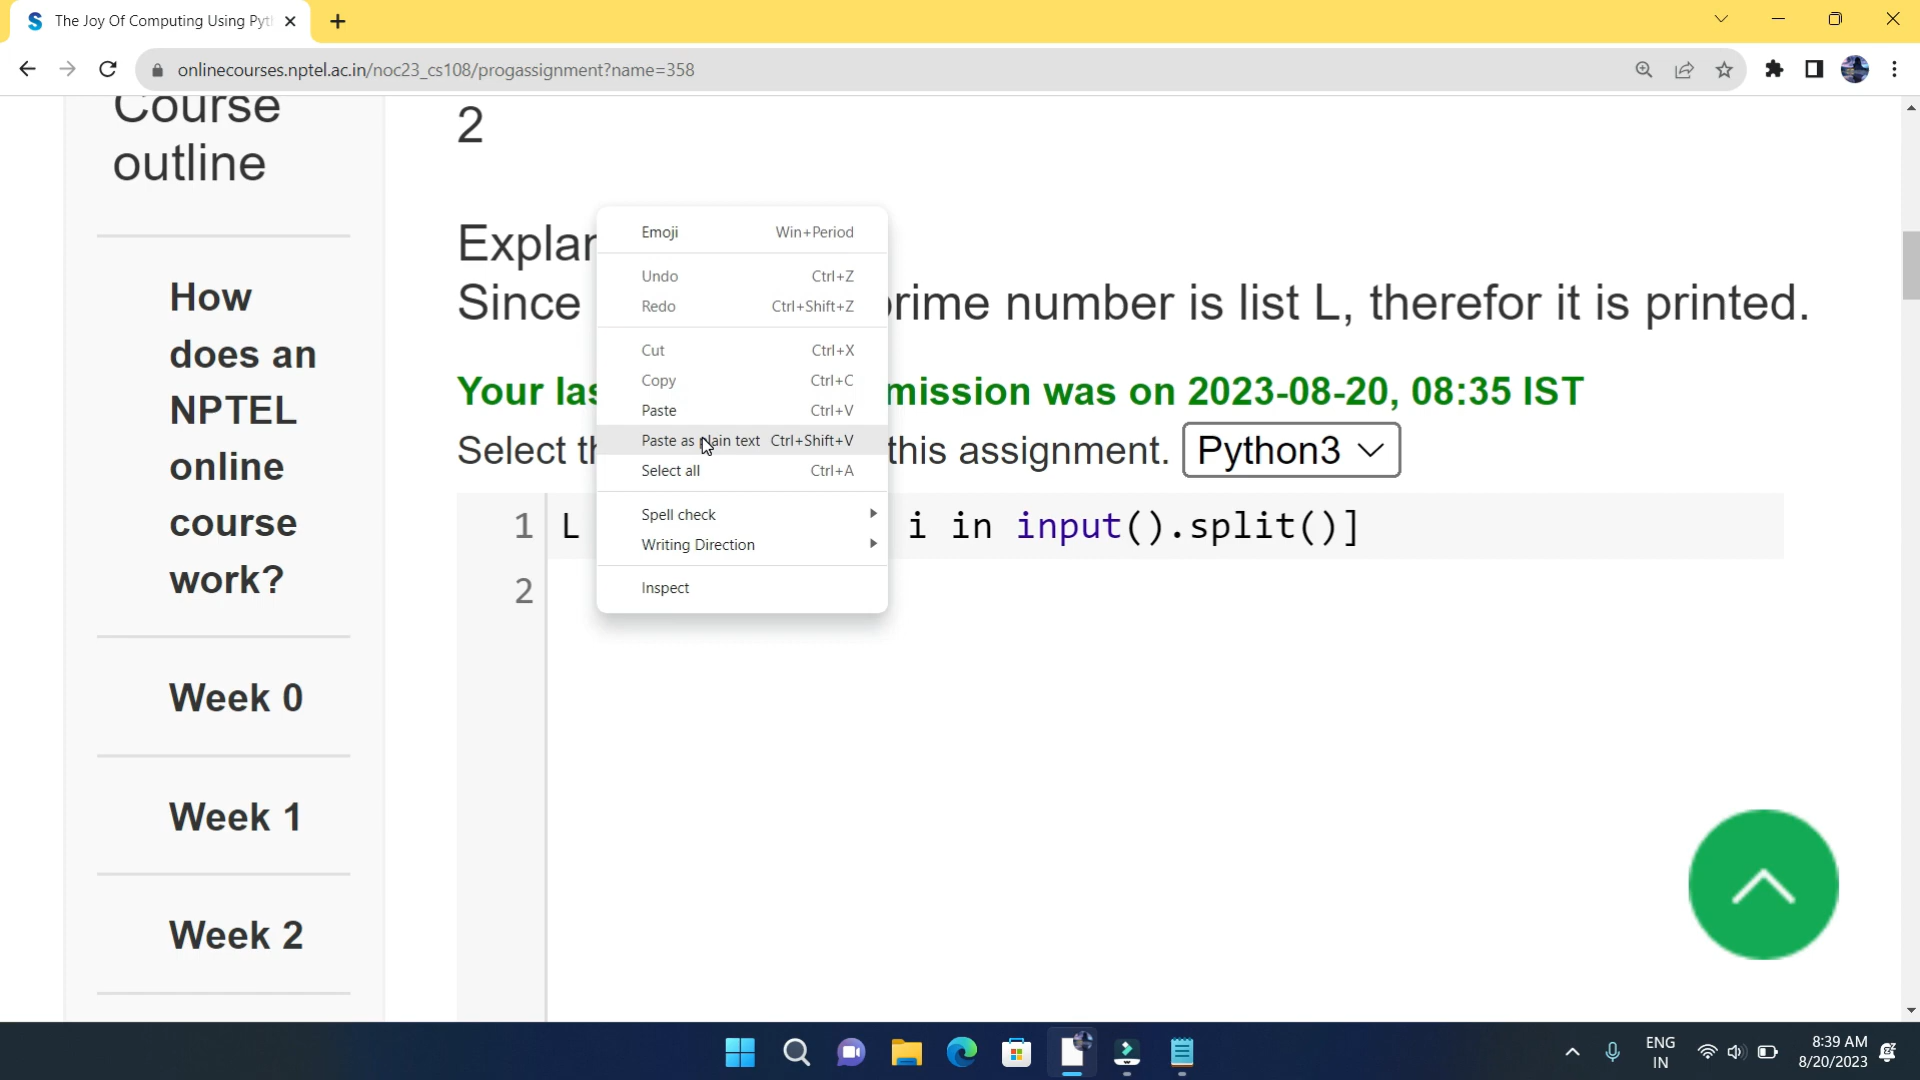 The Joy Of Computing Using Pyt
onlinecourses.nptel.ac.in/noc23_cs108/progassignment?name=358
Course
outline
How
does an
NPTEL
online
course
work?
Week 0
Week 1
Week 2
2
Explan
Since prime number is list L, therefor it is printed.
Your las mission was on 2023-08-20, 08:35 IST
Select th this assignment. Python3
1 L i in input().split()]
2
Emoji Win+Period
Undo Ctrl+Z
Redo Ctrl+Shift+Z
Cut Ctrl+X
Copy Ctrl+C
Paste Ctrl+V
Paste as plain text Ctrl+Shift+V
Select all Ctrl+A
Spell check
Writing Direction
Inspect
ENG
IN
8:39 AM
8/20/2023